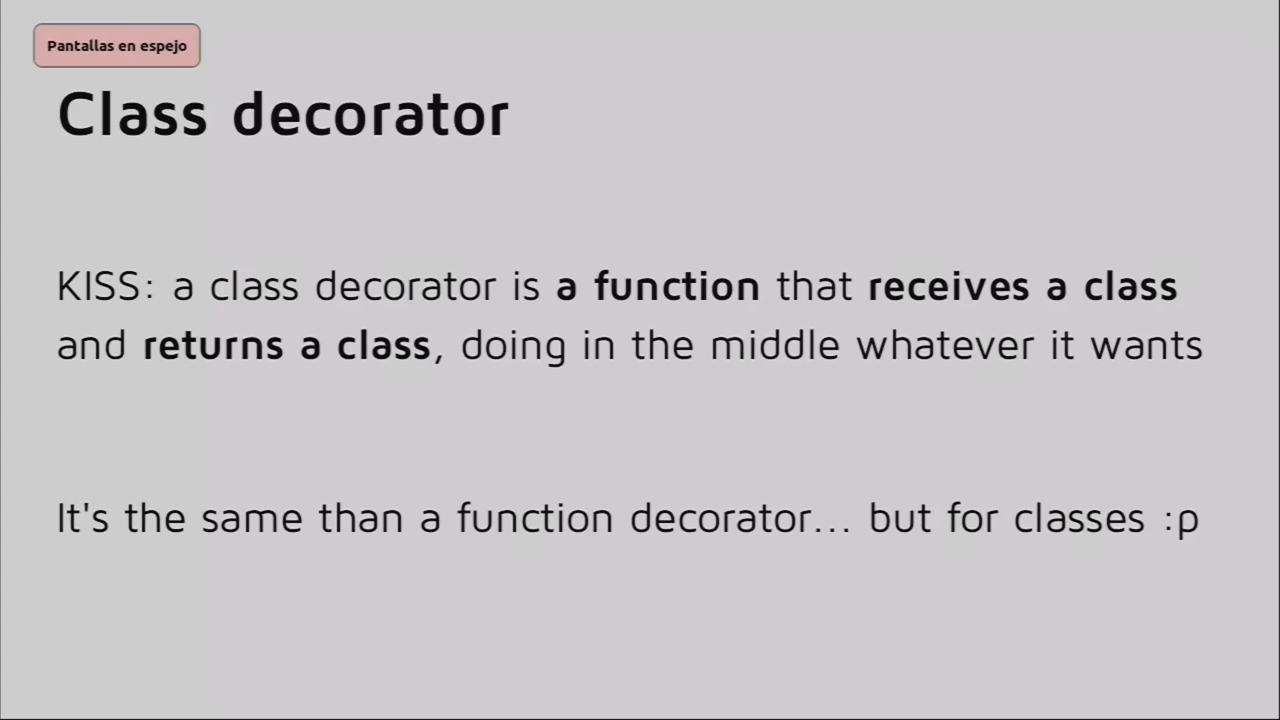 Pantallas en espejo
Class decorator
KISS: a class decorator is a function that receives a class
and returns a class, doing in the middle whatever it wants
It's the same than a function decorator... but for classes :p